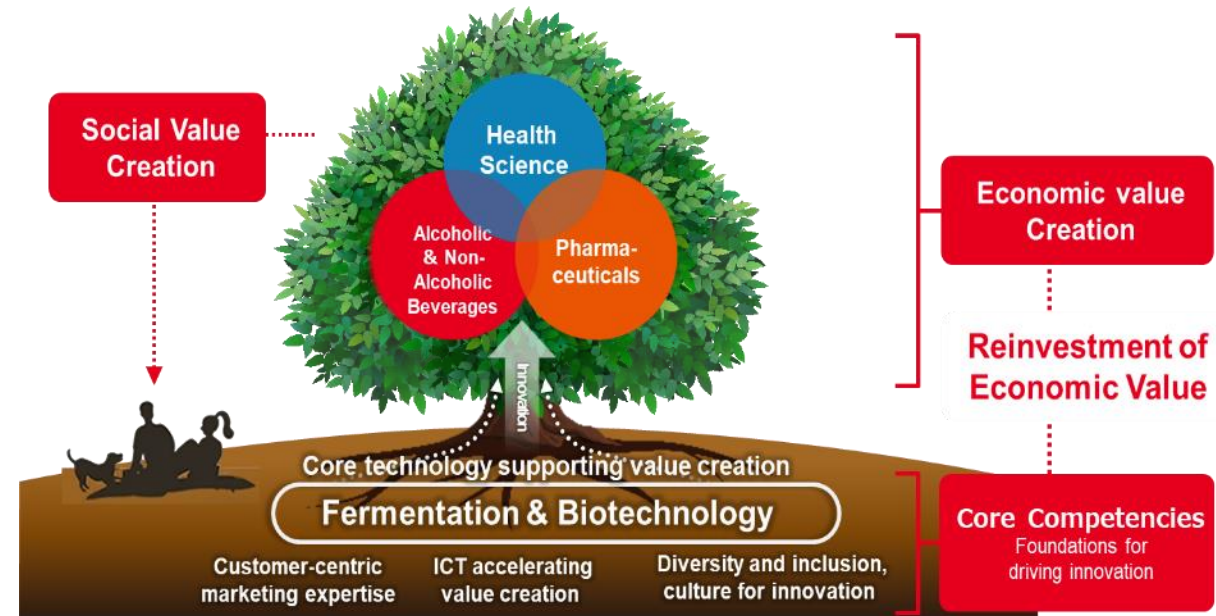 Social Value
Creation
Health
Science
Alcoholic
& Non-
Alcoholic
Beverages
Pharma-
ceuticals
Innovation
Economic value
Creation
Reinvestment of
Economic Value
Core technology supporting value creation
Fermentation & Biotechnology
Customer-centric
marketing expertise
ICT accelerating
value creation
Diversity and inclusion,
culture for innovation
Core Competencies
Foundations for
driving innovation